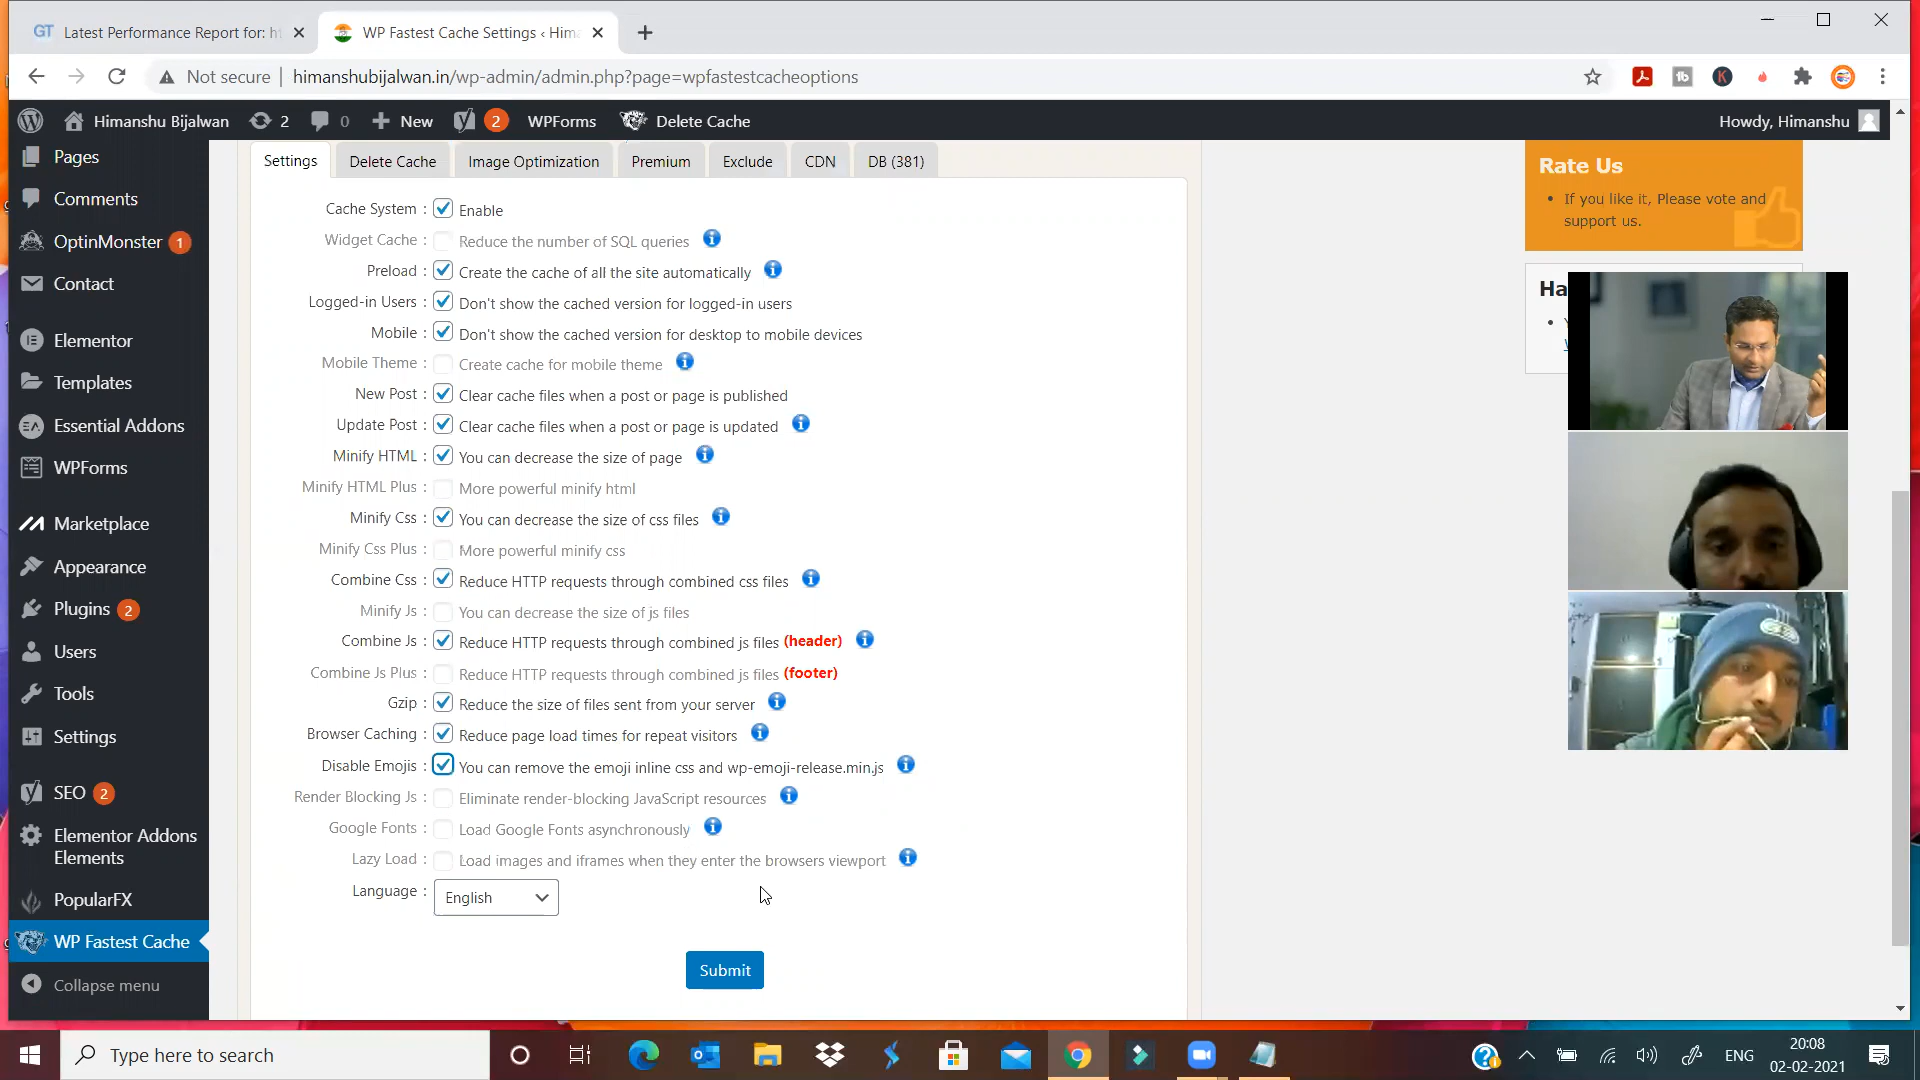 GT Latest Performance Report for: ht
WP Fastest Cache Settings ‹ Him
Not secure | himanshubijalwan.in/wp-admin/admin.php?page=wpfastestcacheoptions
Himanshu Bijalwan 2 0 New 2 WPForms Delete Cache Howdy, Himanshu
Pages
Comments
OptinMonster 1
Contact
Elementor
Templates
Essential Addons
WPForms
Marketplace
Appearance
Plugins 2
Users
Tools
Settings
SEO 2
Elementor Addons
Elements
PopularFX
WP Fastest Cache
Collapse menu
Settings Delete Cache Image Optimization Premium Exclude CDN DB (381)
Cache System : Enable
Widget Cache : Reduce the number of SQL queries
Preload : Create the cache of all the site automatically
Logged-in Users : Don't show the cached version for logged-in users
Mobile : Don't show the cached version for desktop to mobile devices
Mobile Theme : Create cache for mobile theme
New Post : Clear cache files when a post or page is published
Update Post : Clear cache files when a post or page is updated
Minify HTML : You can decrease the size of page
Minify HTML Plus : More powerful minify html
Minify Css : You can decrease the size of css files
Minify Css Plus : More powerful minify css
Combine Css : Reduce HTTP requests through combined css files
Minify Js : You can decrease the size of js files
Combine Js : Reduce HTTP requests through combined js files (header)
Combine Js Plus : Reduce HTTP requests through combined js files (footer)
Gzip : Reduce the size of files sent from your server
Browser Caching : Reduce page load times for repeat visitors
Disable Emojis : You can remove the emoji inline css and wp-emoji-release.min.js
Render Blocking Js : Eliminate render-blocking JavaScript resources
Google Fonts : Load Google Fonts asynchronously
Lazy Load : Load images and iframes when they enter the browsers viewport
Language : English
Submit
Rate Us
• If you like it, Please vote and
support us.
Ha
Type here to search
ENG
20:08
02-02-2021